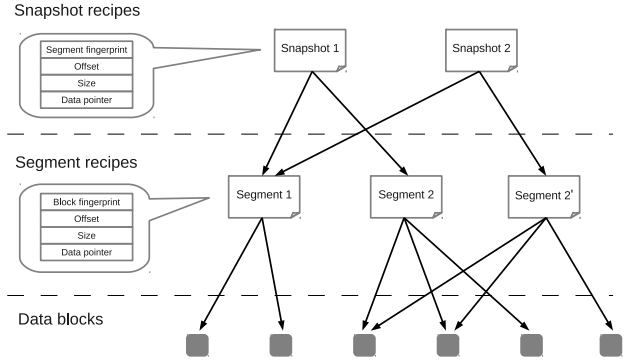 Snapshot recipes
Segment fingerprint
Offset
Size
Data pointer
Snapshot 1
Snapshot 2
Segment recipes
Block fingerprint
Offset
Size
Data pointer
Segment 1
Segment 2
Segment 2'
Data blocks